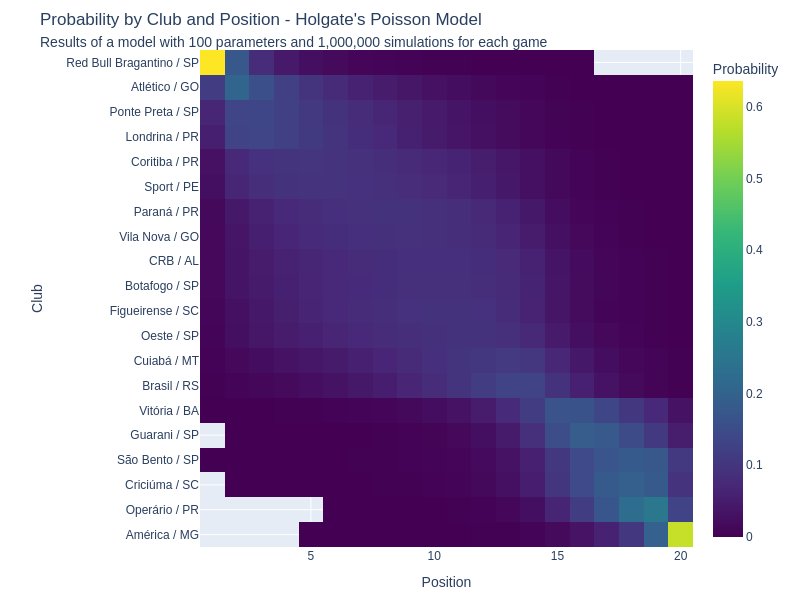 Probability by Club and Position - Holgate's Poisson Model
Results of a model with 100 parameters and 1,000,000 simulations for each game
Probability
Red Bull Bragantino / SP
Atlético / GO
Ponte Preta / SP
Londrina / PR
Coritiba / PR
Sport / PE
Paraná / PR
Vila Nova / GO
CRB / AL
Botafogo / SP
Figueirense / SC
Oeste / SP
Cuiabá / MT
Brasil / RS
Vitória / BA
Guarani / SP
São Bento / SP
Criciúma / SC
Operário / PR
América / MG
Club
5
10
15
20
Position
0.6
0.5
0.4
0.3
0.2
0.1
0